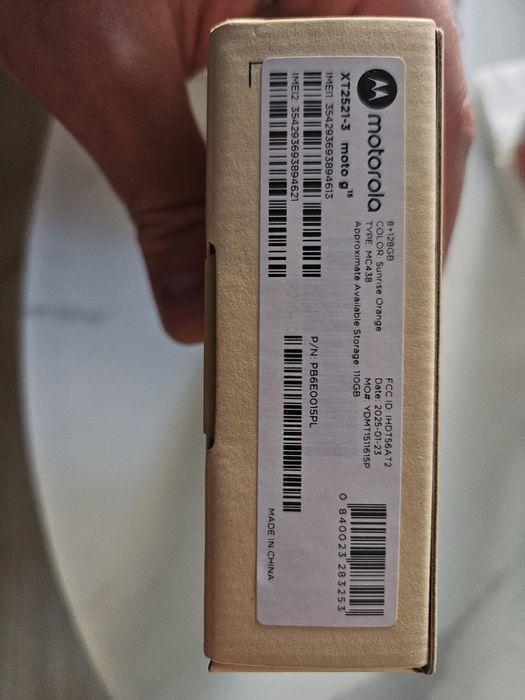 motorola
XT2521-3 moto g15
IMEI1: 354293693894613
IMEI2: 354293693894621
8+128GB
COLOR: Sunrise Orange
TYPE: MC438
Approximate Available Storage: 110GB
P/N: PB6E0015PL
FCC ID: IHDT56AT2
Date: 2025-01-23
MO#: YDMT1511615P
0 840023 283253
MADE IN CHINA